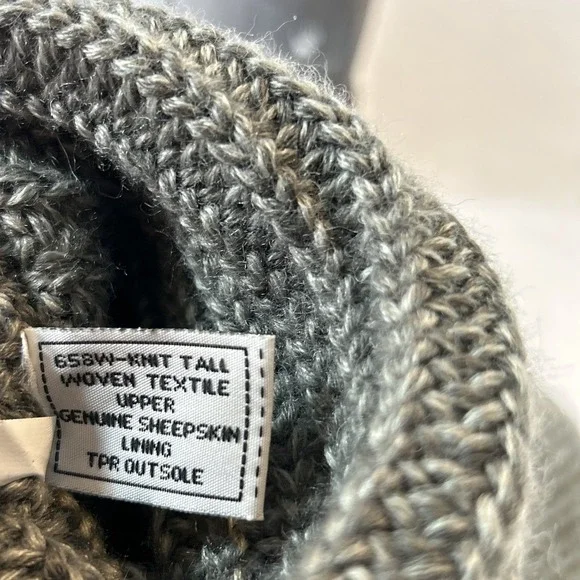 658W-KNIT TALL
WOVEN TEXTILE
UPPER
GENUINE SHEEPSKIN
LINING
TPR OUTSOLE